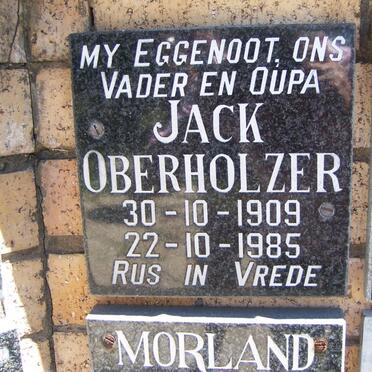 MY EGGENOOT, ONS
VADER EN OUPA
JACK
OBERHOLZER
30-10-1909
22-10-1985
RUS IN VREDE
MORLAND